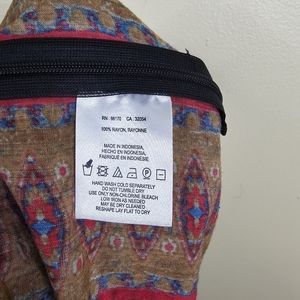 RN : 66170 CA : 32054
100% RAYON, RAYONNE
MADE IN INDONESIA,
HECHO EN INDONESIA,
FABRIQUÉ EN INDONÉSIE
HAND WASH COLD SEPARATELY
DO NOT TUMBLE DRY
USE ONLY NON-CHLORINE BLEACH
LOW IRON AS NEEDED
MAY BE DRY CLEANED
RESHAPE LAY FLAT TO DRY